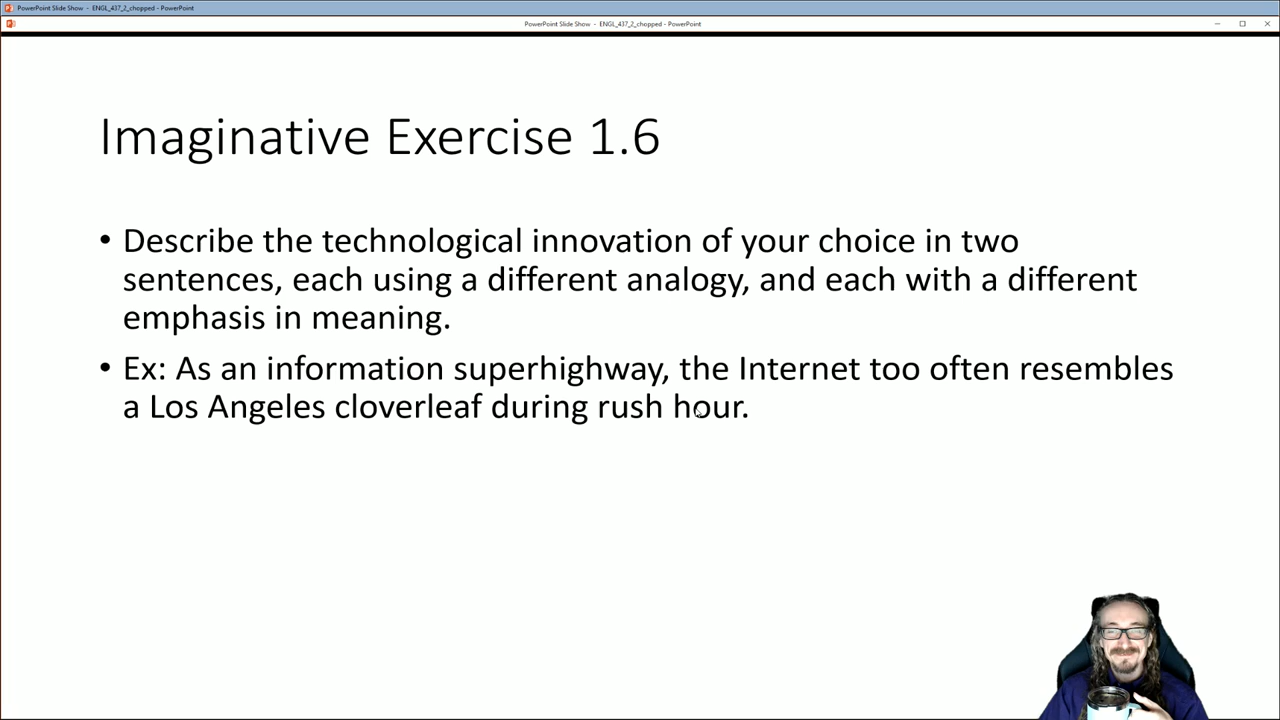 PowerPoint Slide Show - ENGL_437_2_chopped - PowerPoint
PowerPoint Slide Show - ENGL_437_2_chopped - PowerPoint
Imaginative Exercise 1.6
• Describe the technological innovation of your choice in two
sentences, each using a different analogy, and each with a different
emphasis in meaning.
• Ex: As an information superhighway, the Internet too often resembles
a Los Angeles cloverleaf during rush hour.